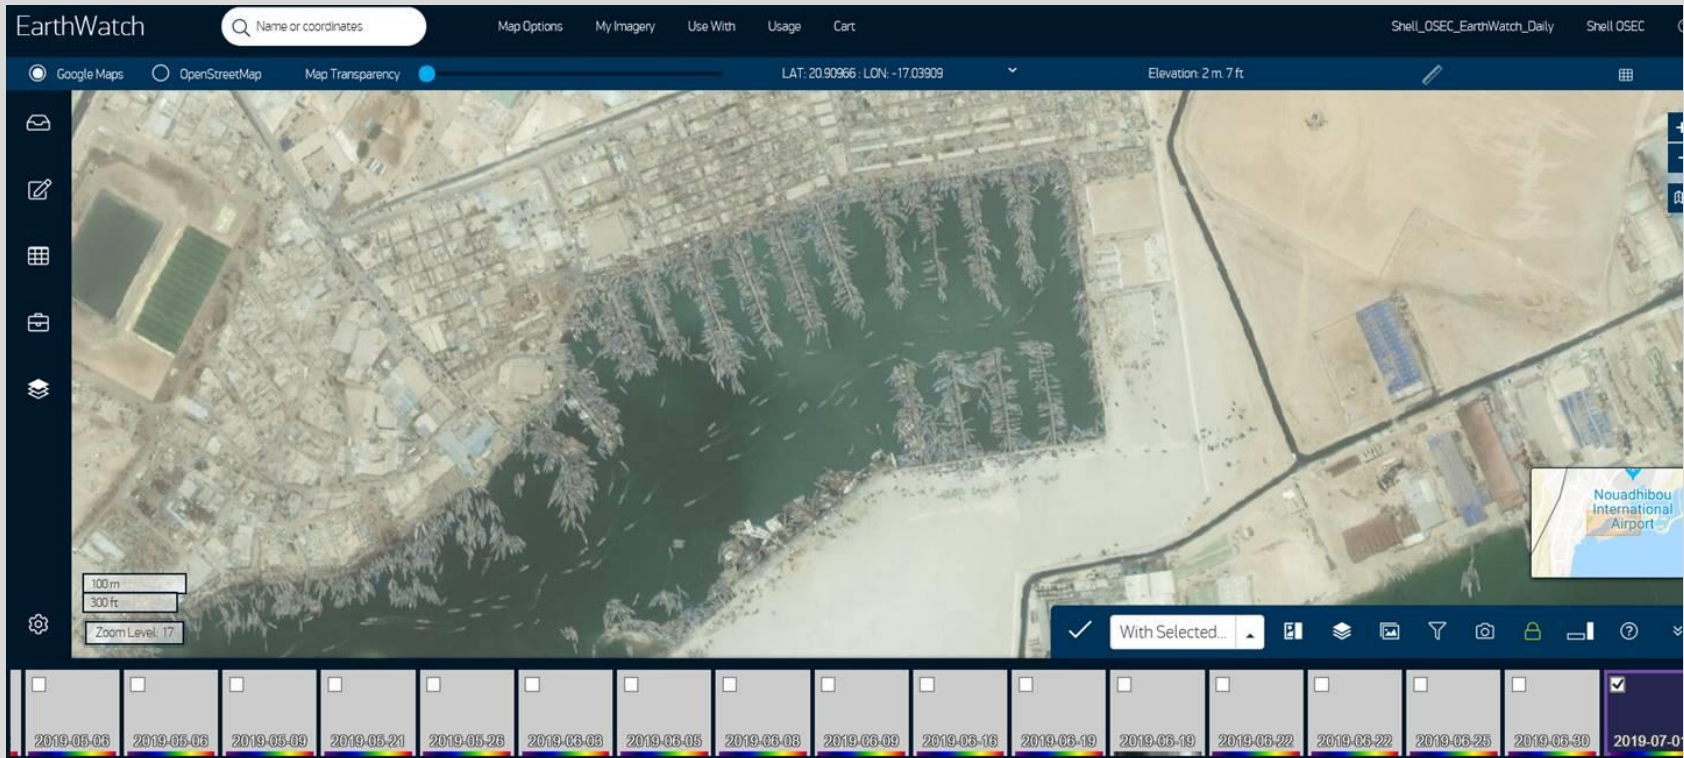 EarthWatch
Name or coordinates
Map Options
My Imagery
Use With
Usage
Cart
Shell_OSEC_EarthWatch_Daily
Shell OSEC
Google Maps
OpenStreetMap
Map Transparency
LAT: 20.90966 : LON: -17.03909
Elevation: 2 m. 7 ft
Nouadhibou
International
Airport
100 m
300 ft
Zoom Level: 17
With Selected...
2019-05-06
2019-05-06
2019-05-09
2019-05-21
2019-05-26
2019-06-03
2019-06-05
2019-06-08
2019-06-09
2019-06-16
2019-06-19
2019-06-19
2019-06-22
2019-06-22
2019-06-25
2019-06-30
2019-07-01